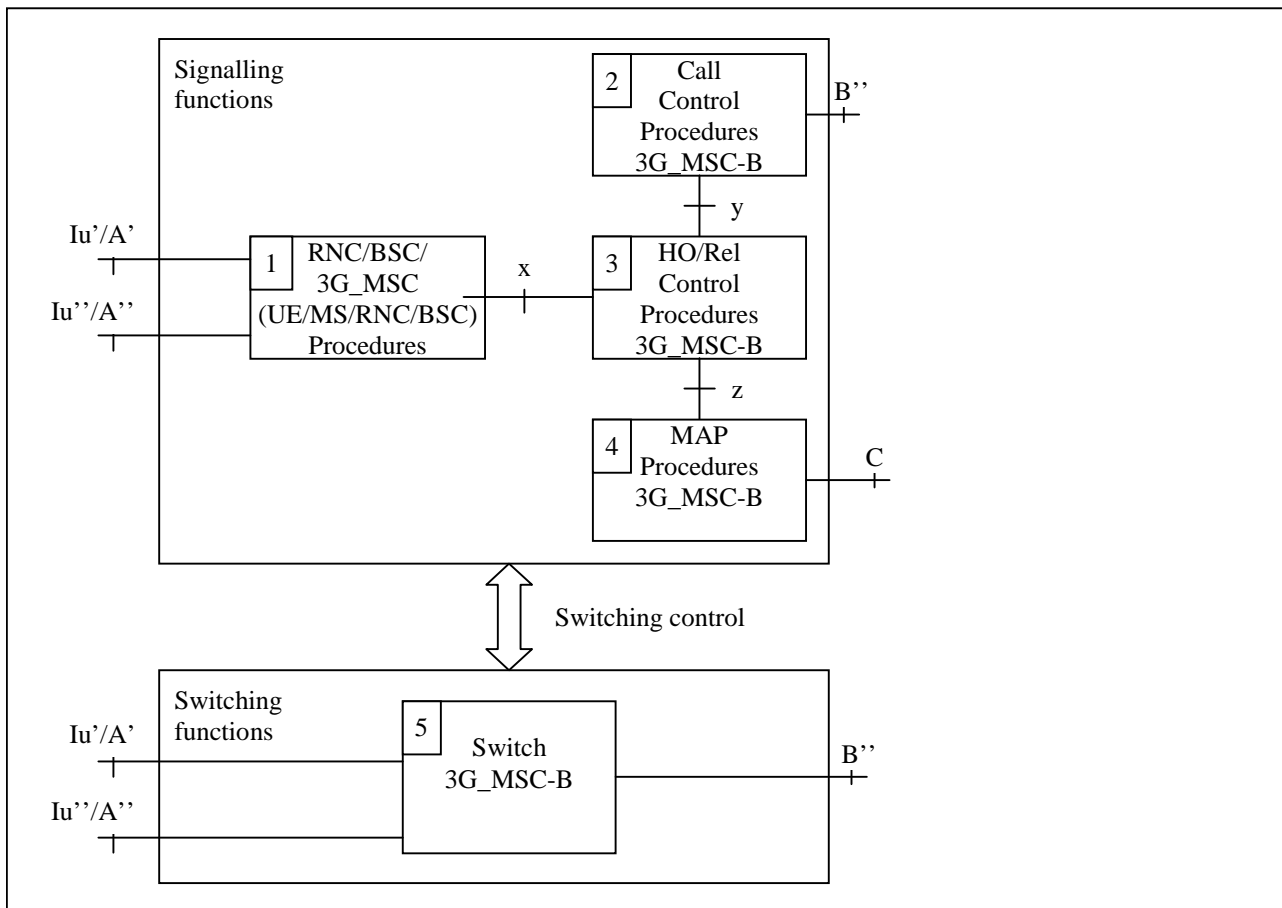 Signalling
functions
2
Call
Control
Procedures
3G_MSC-B
B’’
y
Iu’/A'
Iu’’/A’’
1
RNC/BSC/
3G_MSC
(UE/MS/RNC/BSC)
Procedures
x
3
HO/Rel
Control
Procedures
3G_MSC-B
z
4
MAP
Procedures
3G_MSC-B
C
Switching control
Switching
functions
Iu’/A'
Iu’’/A’’
5
Switch
3G_MSC-B
B’’